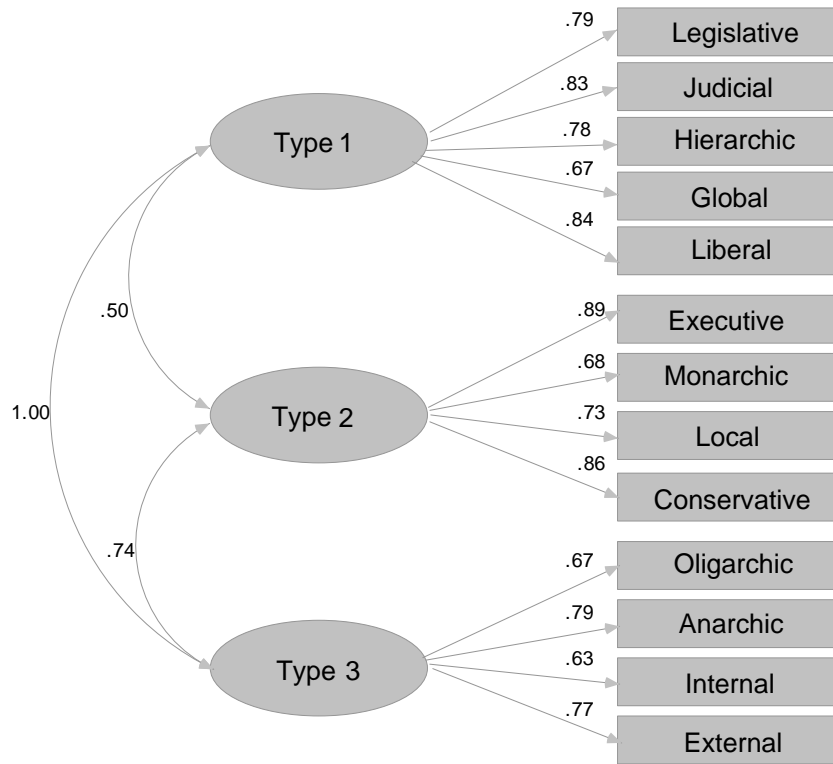 .79
Legislative
.83
Judicial
Type 1
.78
Hierarchic
.67
Global
.84
Liberal
.50
.89
Executive
.68
Monarchic
1.00
Type 2
.73
Local
.86
Conservative
.74
.67
Oligarchic
.79
Anarchic
Type 3
.63
Internal
.77
External